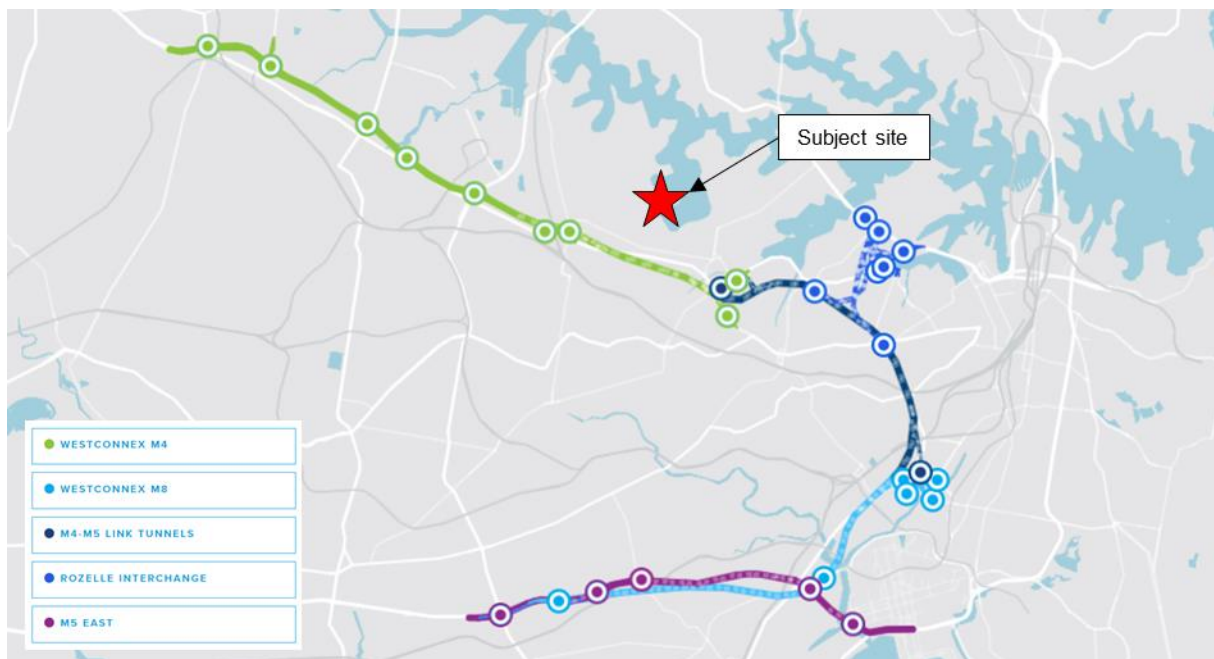 Subject site
WESTCONNEX M4
WESTCONNEX M8
M4-M5 LINK TUNNELS
ROZELLE INTERCHANGE
M5 EAST